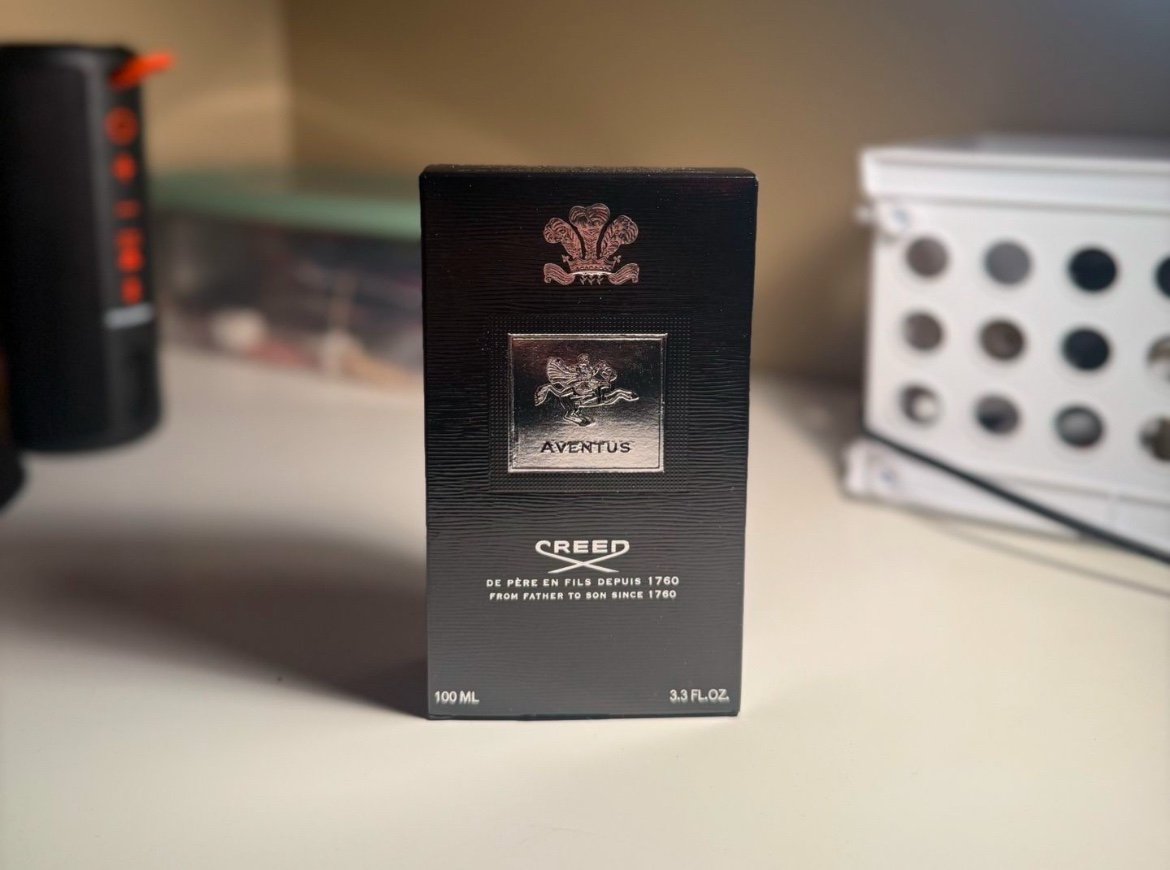 AVENTUS
CREED
DE PÈRE EN FILS DEPUIS 1760
FROM FATHER TO SON SINCE 1760
100 ML
3.3 FL.OZ.